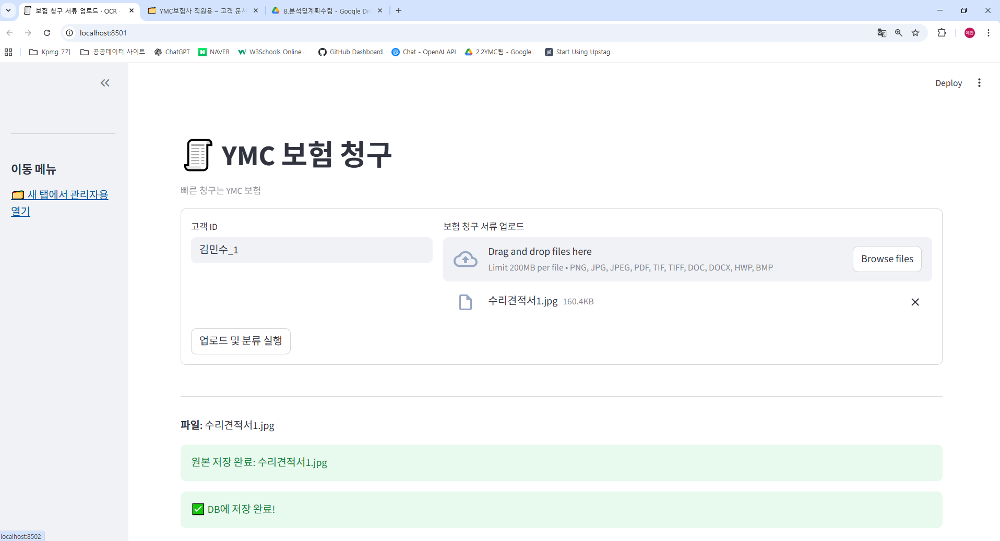 보험 청구 서류 업로드 · OCR
YMC보험사 직원용 – 고객 문서
B.분석및계획수립 - Google Dri
localhost:8501
예찬
Kpmg_7기
공공데이터 사이트
ChatGPT
NAVER
W3Schools Online...
GitHub Dashboard
Chat - OpenAI API
2.2YMC팀 - Google...
Start Using Upstag...
Deploy
이동 메뉴
새 탭에서 관리자용
열기
YMC 보험 청구
빠른 청구는 YMC 보험
고객 ID
김민수_1
보험 청구 서류 업로드
Drag and drop files here
Limit 200MB per file • PNG, JPG, JPEG, PDF, TIF, TIFF, DOC, DOCX, HWP, BMP
Browse files
수리견적서1.jpg 160.4KB
업로드 및 분류 실행
파일: 수리견적서1.jpg
원본 저장 완료: 수리견적서1.jpg
DB에 저장 완료!
localhost:8502